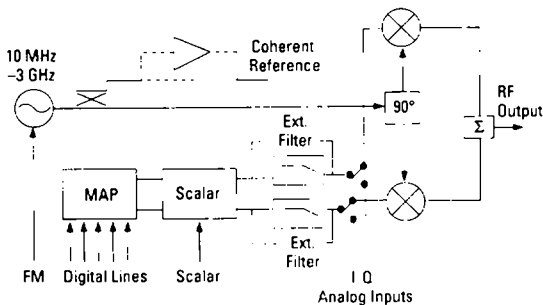 10 MHz
–3 GHz
Coherent
Reference
90°
RF
Output
Σ
Ext.
Filter
MAP
Scalar
Ext.
Filter
FM
Digital Lines
Scalar
I Q
Analog Inputs